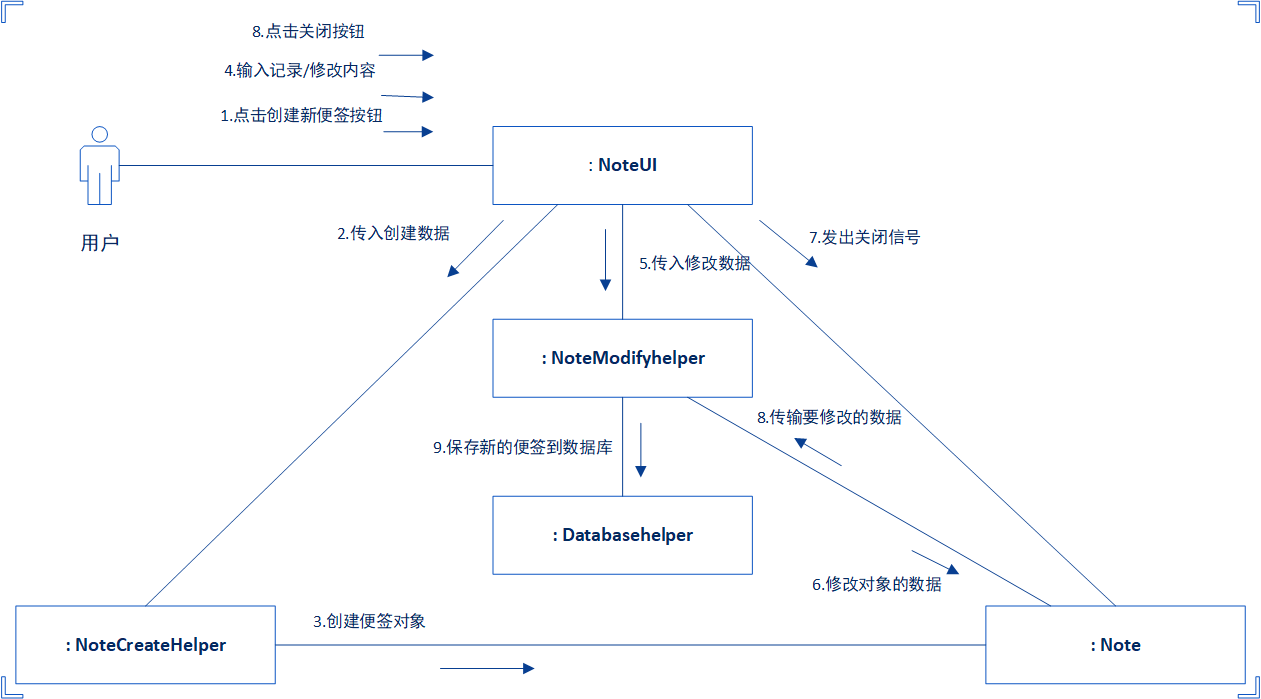 8.点击关闭按钮
4.输入记录/修改内容
1.点击创建新便签按钮
: NoteUI
用户
2.传入创建数据
7.发出关闭信号
5.传入修改数据
: NoteModifyhelper
8.传输要修改的数据
9.保存新的便签到数据库
: Databasehelper
6.修改对象的数据
3.创建便签对象
: NoteCreateHelper
: Note